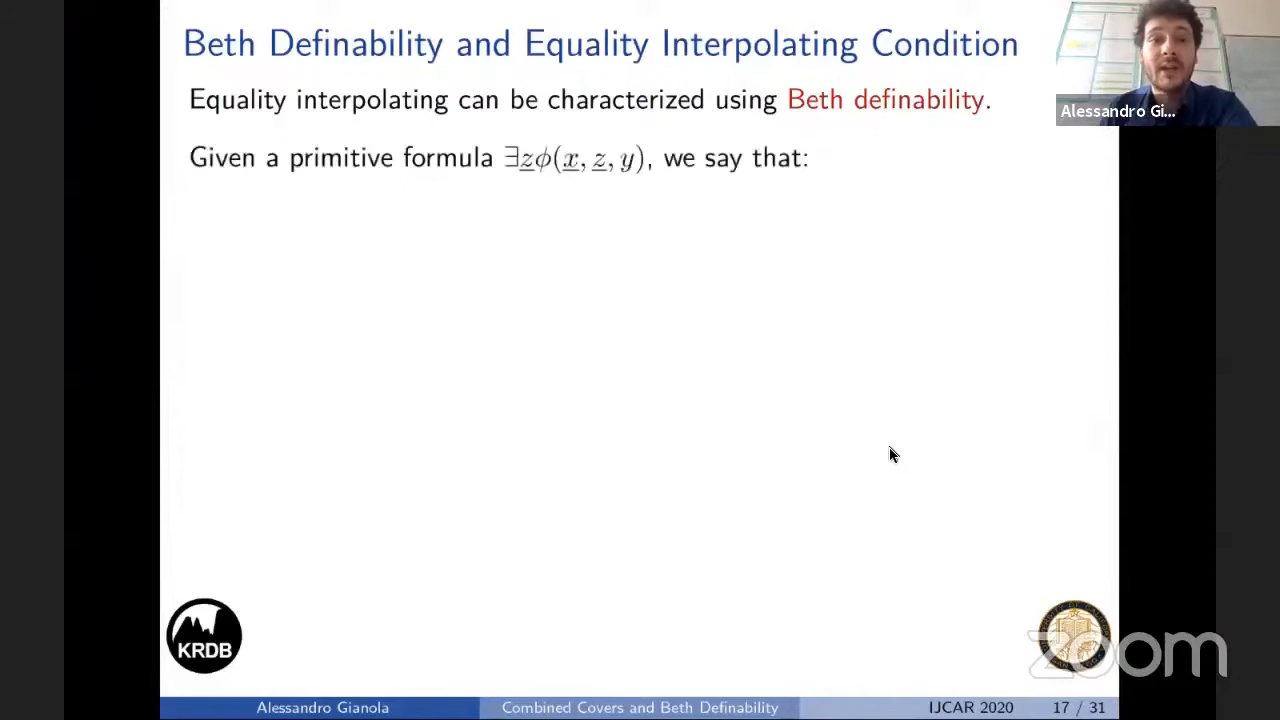 Beth Definability and Equality Interpolating Condition
Equality interpolating can be characterized using Beth definability.
Given a primitive formula ∃z̲ϕ(x̲, z̲, y), we say that:
Alessandro Gi...
KRDB
zoom
Alessandro Gianola
Combined Covers and Beth Definability
IJCAR 2020
17 / 31